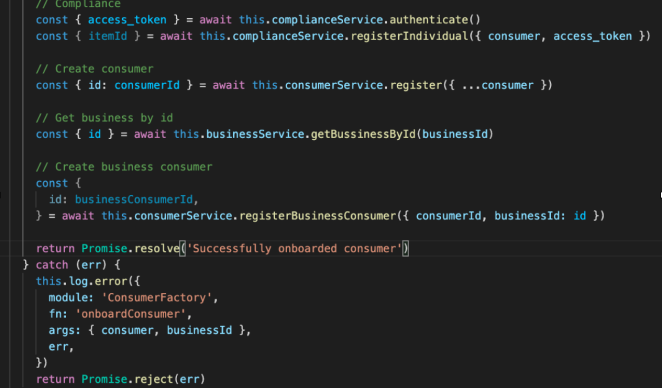 // Compliance
const { access_token } = await this.complianceService.authenticate()
const { itemId } = await this.complianceService.registerIndividual({ consumer, access_token })
// Create consumer
const { id: consumerId } = await this.consumerService.register({ ...consumer })
// Get business by id
const { id } = await this.businessService.getBussinessById(businessId)
// Create business consumer
const {
id: businessConsumerId,
} = await this.consumerService.registerBusinessConsumer({ consumerId, businessId: id })
return Promise.resolve('Successfully onboarded consumer')
} catch (err) {
this.log.error({
module: 'ConsumerFactory',
fn: 'onboardConsumer',
args: { consumer, businessId },
err,
})
return Promise.reject(err)